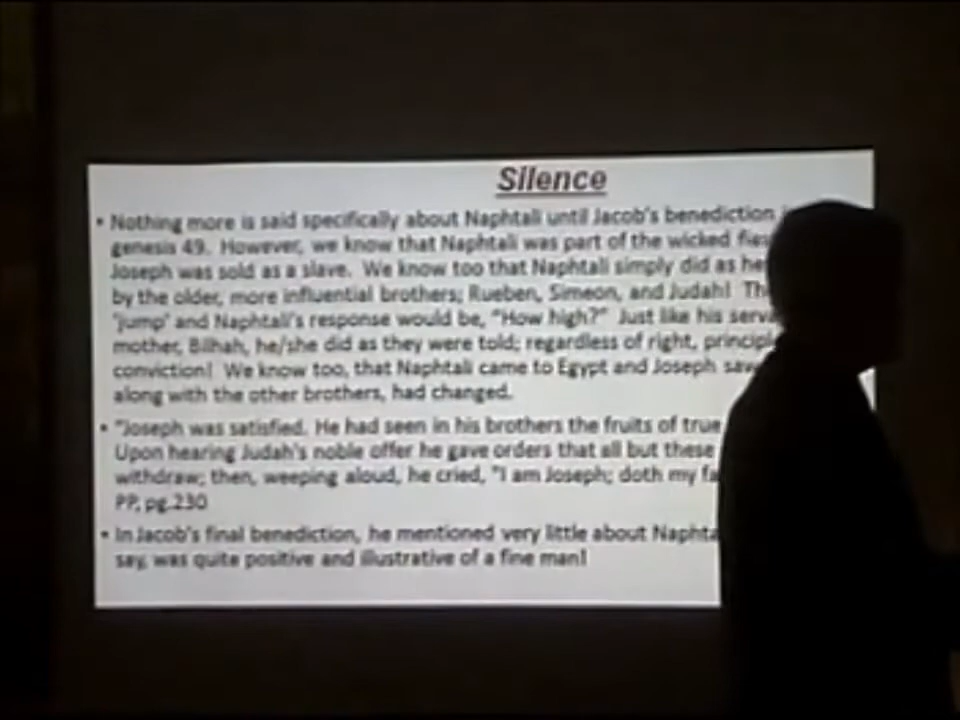 Silence
• Nothing more is said specifically about Naphtali until Jacob's benediction
genesis 49. However, we know that Naphtali was part of the wicked
Joseph was sold as a slave. We know too that Naphtali simply did as he
by the older, more influential brothers; Rueben, Simeon, and Judah!
'jump' and Naphtali's response would be, "How high?" Just like his
mother, Bilhah, he/she did as they were told; regardless of right,
conviction! We know too, that Naphtali came to Egypt and Joseph
along with the other brothers, had changed.
• "Joseph was satisfied. He had seen in his brothers the fruits of true
Upon hearing Judah's noble offer he gave orders that all but these
withdraw; then, weeping aloud, he cried, "I am Joseph; doth my
PP, pg.230
• In Jacob's final benediction, he mentioned very little about
say, was quite positive and illustrative of a fine man!